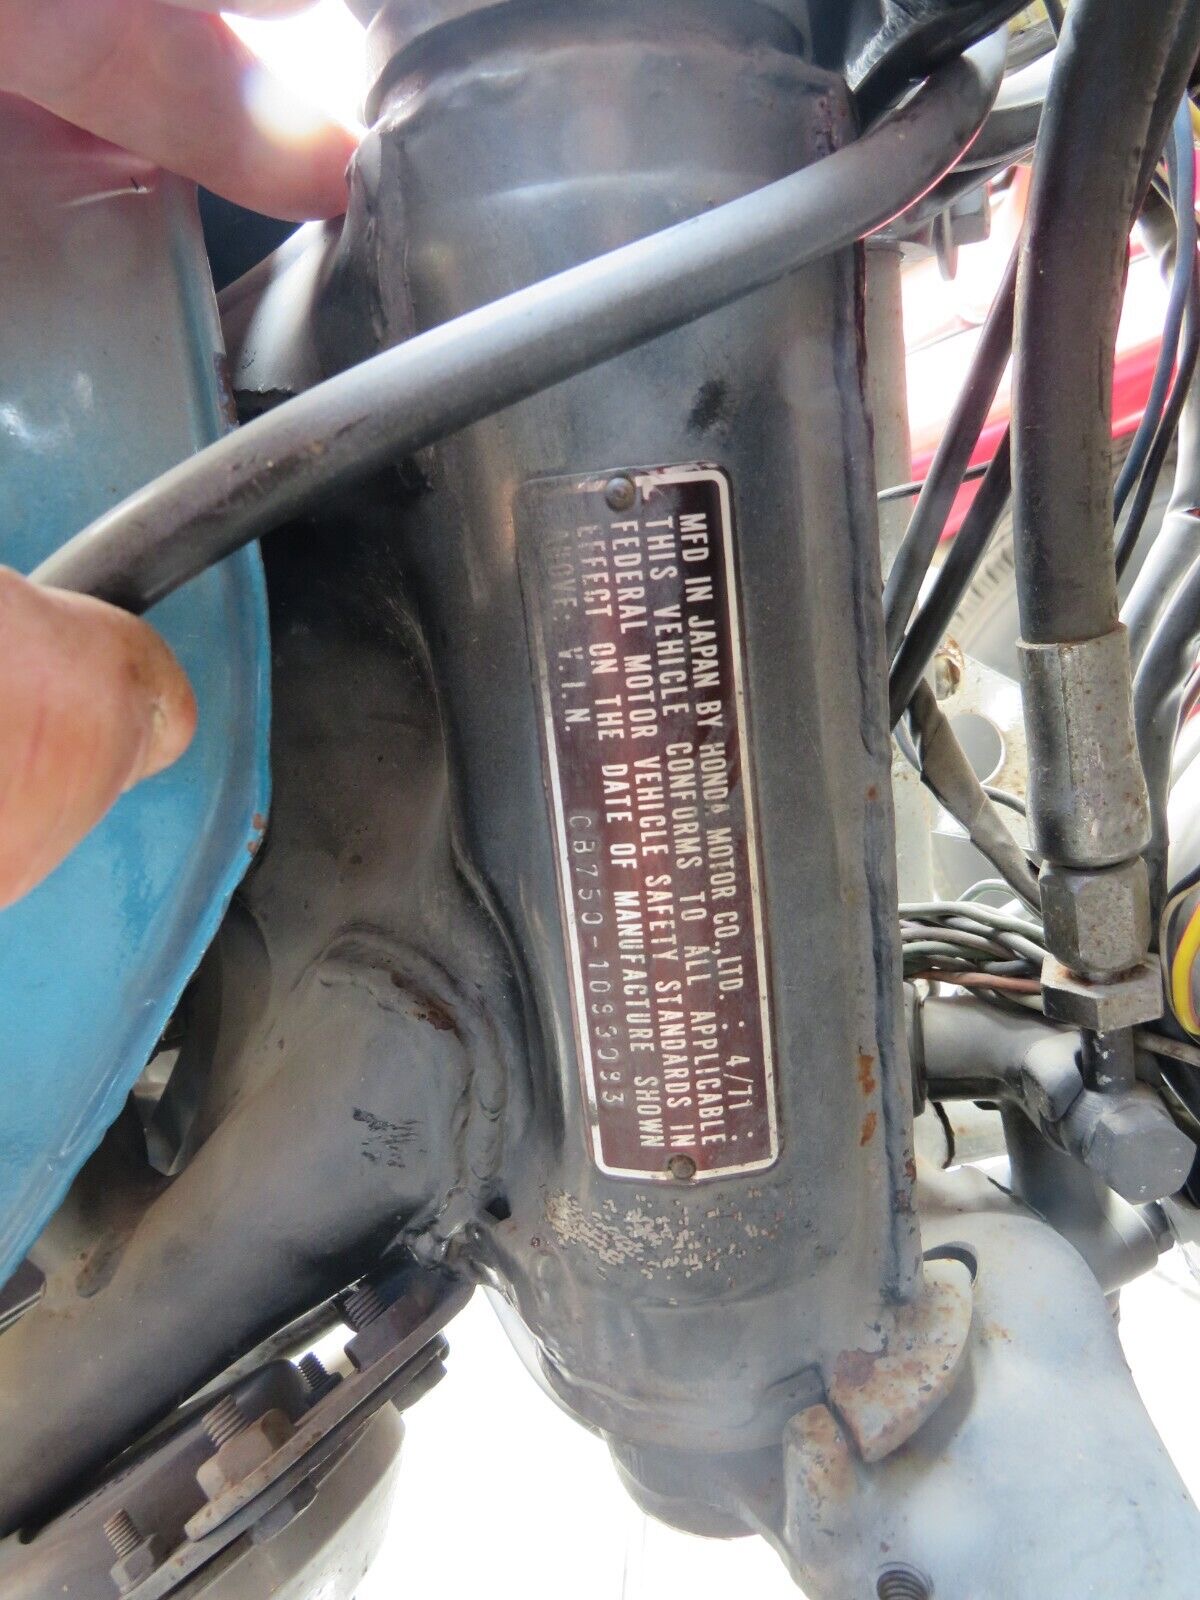 MFD IN JAPAN BY HONDA MOTOR CO.,LTD. : 4/71 :
THIS VEHICLE CONFORMS TO ALL APPLICABLE
FEDERAL MOTOR VEHICLE SAFETY STANDARDS IN
EFFECT ON THE DATE OF MANUFACTURE SHOWN
ABOVE: V.I.N. CB750-1093083